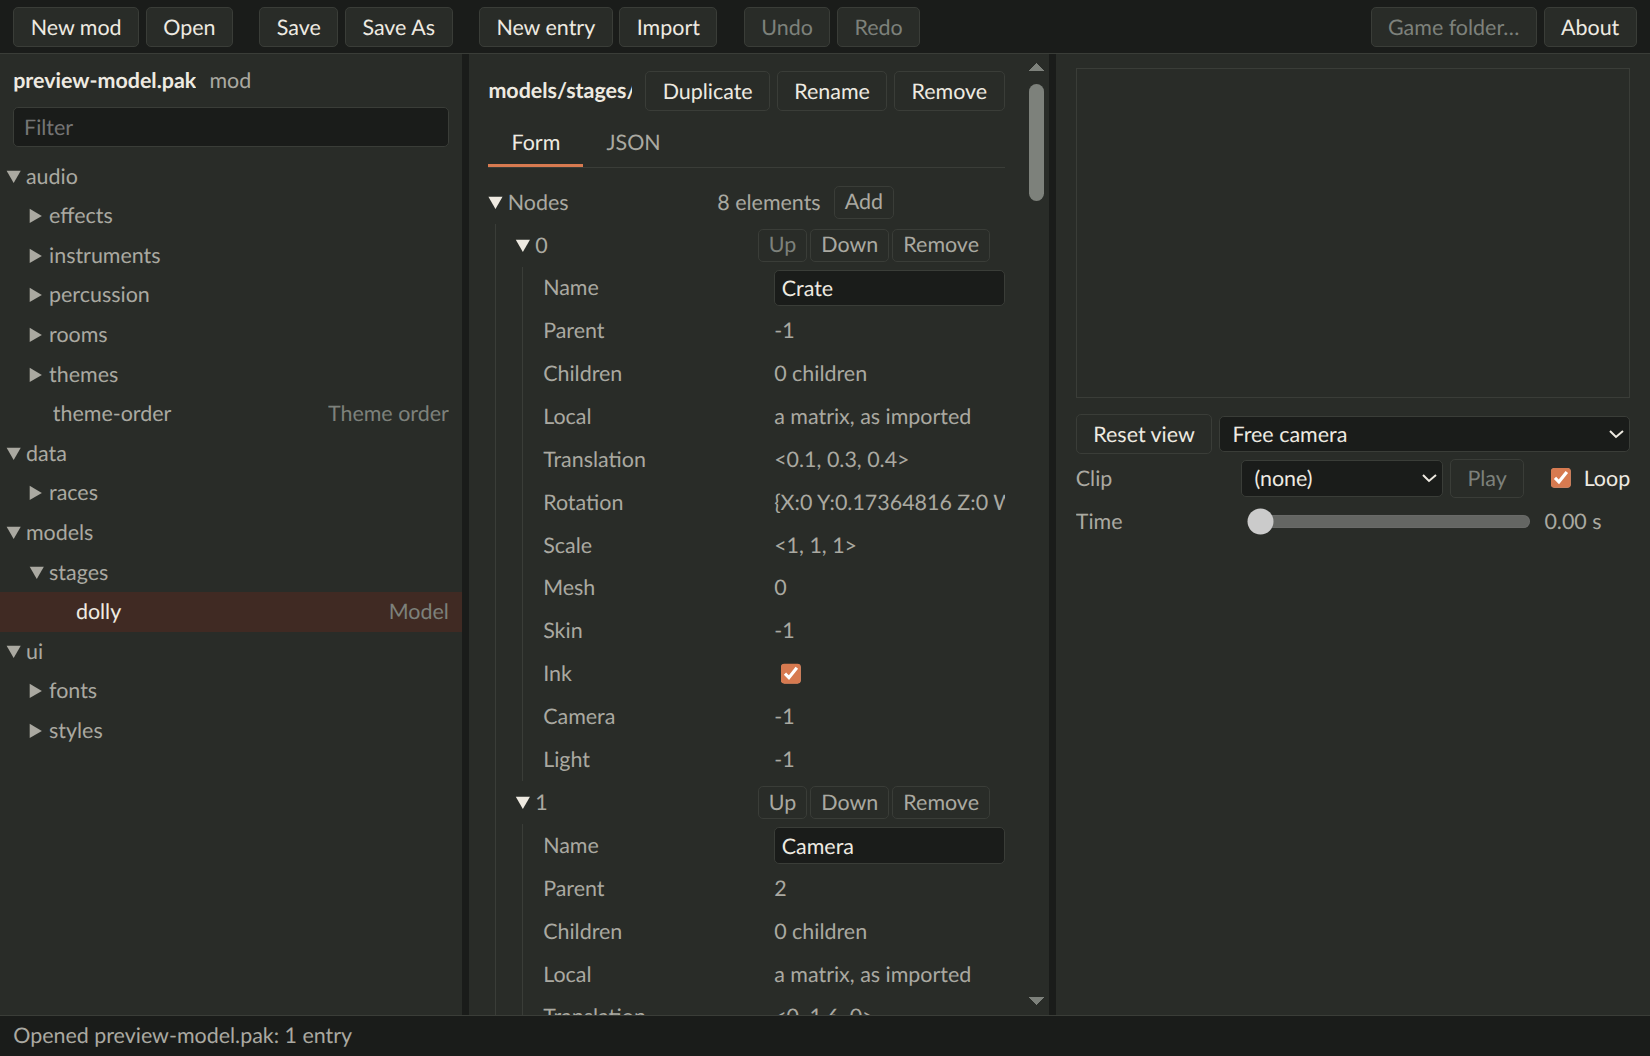 New mod Open Save Save As New entry Import Undo Redo Game folder... About
preview-model.pak mod
Filter
audio
effects
instruments
percussion
rooms
themes
theme-order Theme order
data
races
models
stages
dolly Model
ui
fonts
styles
models/stages/ Duplicate Rename Remove
Form JSON
Nodes 8 elements Add
0 Up Down Remove
Name Crate
Parent -1
Children 0 children
Local a matrix, as imported
Translation <0.1, 0.3, 0.4>
Rotation {X:0 Y:0.17364816 Z:0 W
Scale <1, 1, 1>
Mesh 0
Skin -1
Ink
Camera -1
Light -1
1 Up Down Remove
Name Camera
Parent 2
Children 0 children
Local a matrix, as imported
Translation <0, 1.6, 0>
Reset view Free camera
Clip (none) Play Loop
Time 0.00 s
Opened preview-model.pak: 1 entry